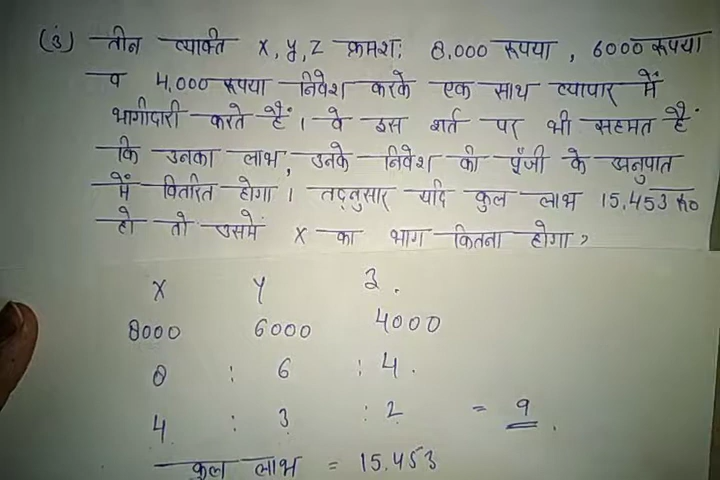 (3) तीन व्यक्ति x, y, z क्रमश: 8,000 रूपया , 6000 रूपया
व 4,000 रूपया निवेश करके एक साथ व्यापार में
भागीदारी करते हैं । वे इस शर्त पर भी सहमत हैं
कि उनका लाभ, उनके निवेश की पूँजी के अनुपात
में वितरित होगा । तद्नुसार यदि कुल लाभ 15,453 रू०
हो तो उसमें x का भाग कितना होगा ?
x y z.
8000 6000 4000
8 : 6 : 4.
4 : 3 : 2 = 9.
कुल लाभ = 15.453